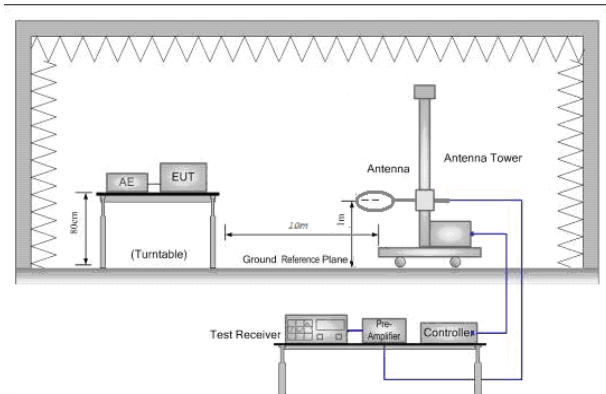 Antenna
Antenna Tower
AE
EUT
80cm
(Turntable)
10m
1m
Ground Reference Plane
Test Receiver
Pre-
Amplifier
Controller